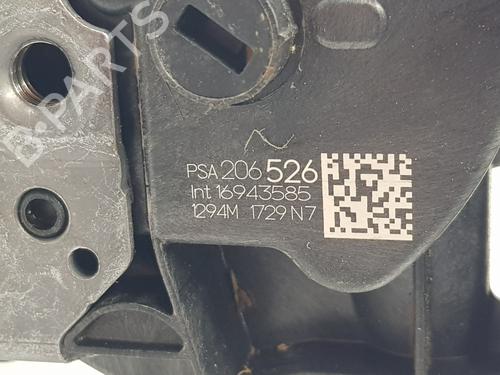 B-PARTS
PSA 206 526
Int 16943585
1294M 1729 N7